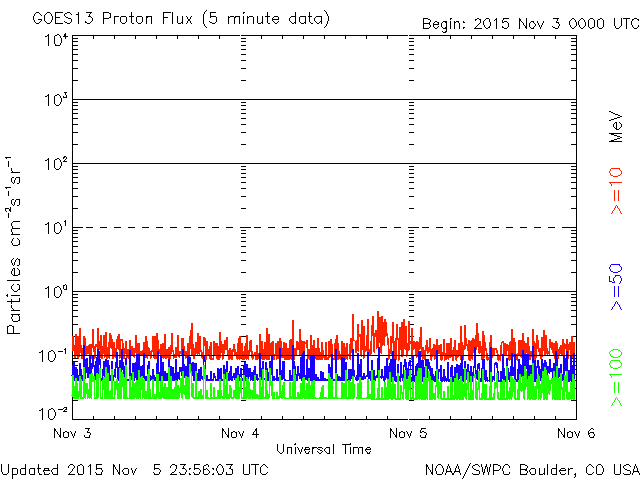 GOES13 Proton Flux (5 minute data)
Begin: 2015 Nov 3 0000 UTC
10⁴
10³
10²
10¹
10⁰
10⁻¹
10⁻²
Particles cm⁻²s⁻¹sr⁻¹
MeV
>=10
>=50
>=100
Nov 3
Nov 4
Nov 5
Nov 6
Universal Time
Updated 2015 Nov 5 23:56:03 UTC
NOAA/SWPC Boulder, CO USA